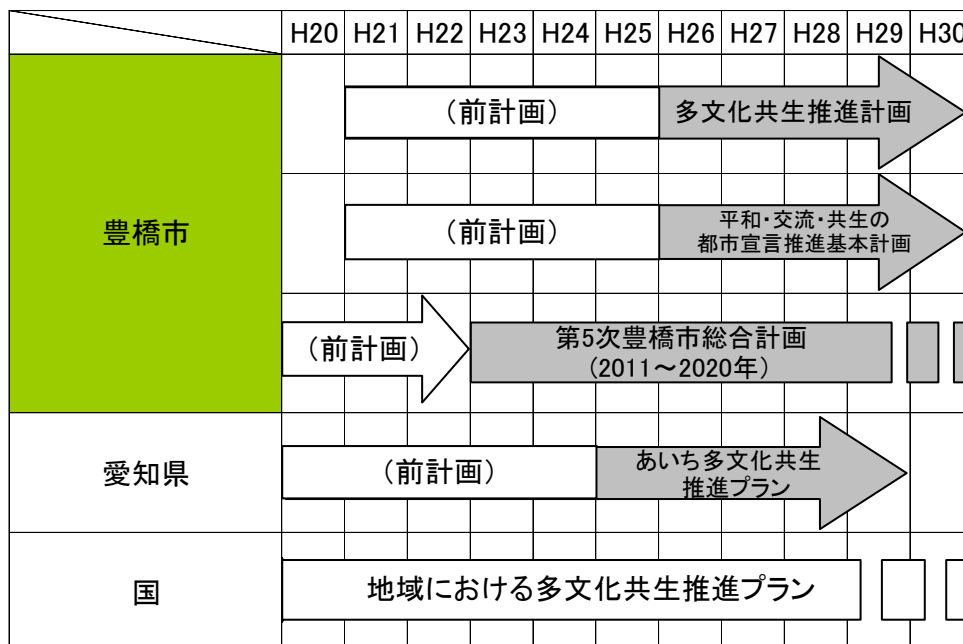 H20 H21 H22 H23 H24 H25 H26 H27 H28 H29 H30
豊橋市
(前計画)
多文化共生推進計画
(前計画)
平和・交流・共生の
都市宣言推進基本計画
(前計画)
第5次豊橋市総合計画
(2011～2020年)
愛知県
(前計画)
あいち多文化共生
推進プラン
国
地域における多文化共生推進プラン